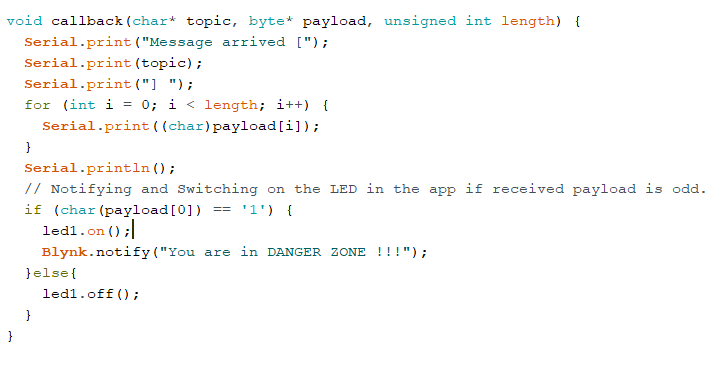 void callback(char* topic, byte* payload, unsigned int length) {
  Serial.print("Message arrived [");
  Serial.print(topic);
  Serial.print("] ");
  for (int i = 0; i < length; i++) {
    Serial.print((char)payload[i]);
  }
  Serial.println();
  // Notifying and Switching on the LED in the app if received payload is odd.
  if (char(payload[0]) == '1') {
    led1.on();
    Blynk.notify("You are in DANGER ZONE !!!");
  }else{
    led1.off();
  }
}